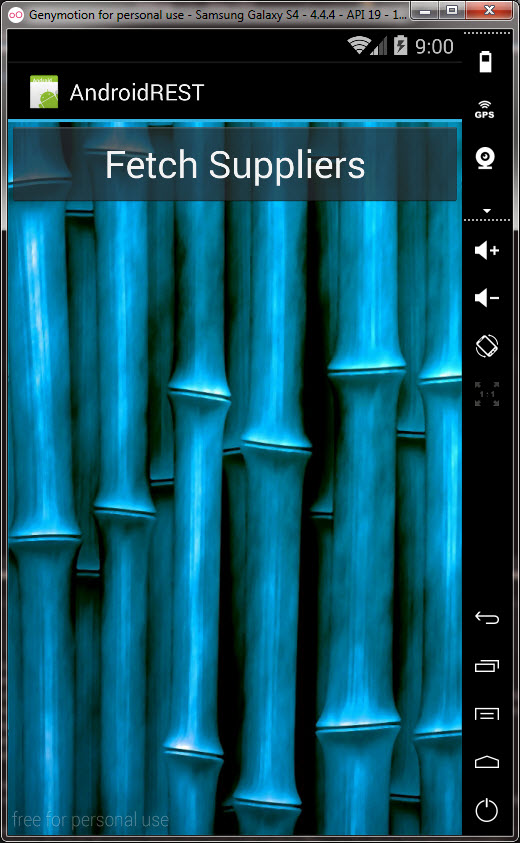 Genymotion for personal use - Samsung Galaxy S4 - 4.4.4 - API 19 - 1...
9:00
AndroidREST
GPS
Fetch Suppliers
1:1
free for personal use